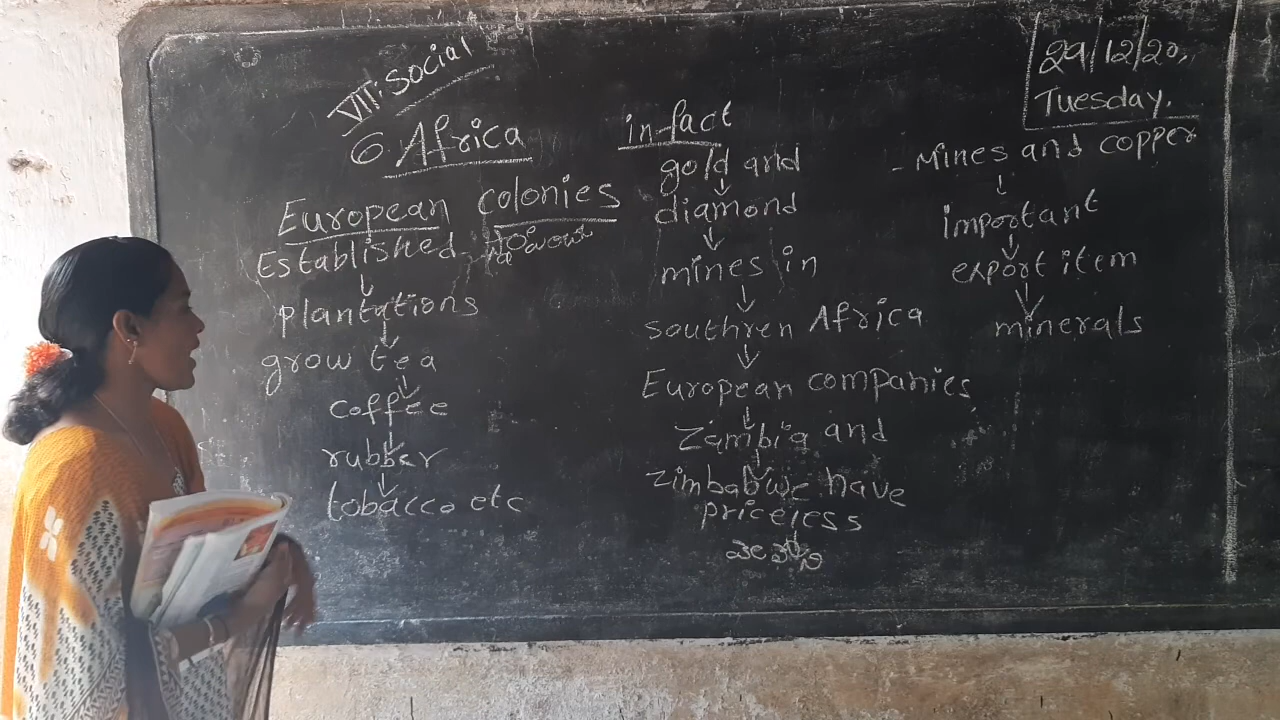 VII. Social
6. Africa
European colonies
Established
plantations
grow tea
coffee
rubber
tobacco etc
in fact
gold and
diamond
mines in
southren Africa
European companies
Zambia and
zimbabwe have
priceless
29/12/20,
Tuesday.
- Mines and copper
important
export item
minerals